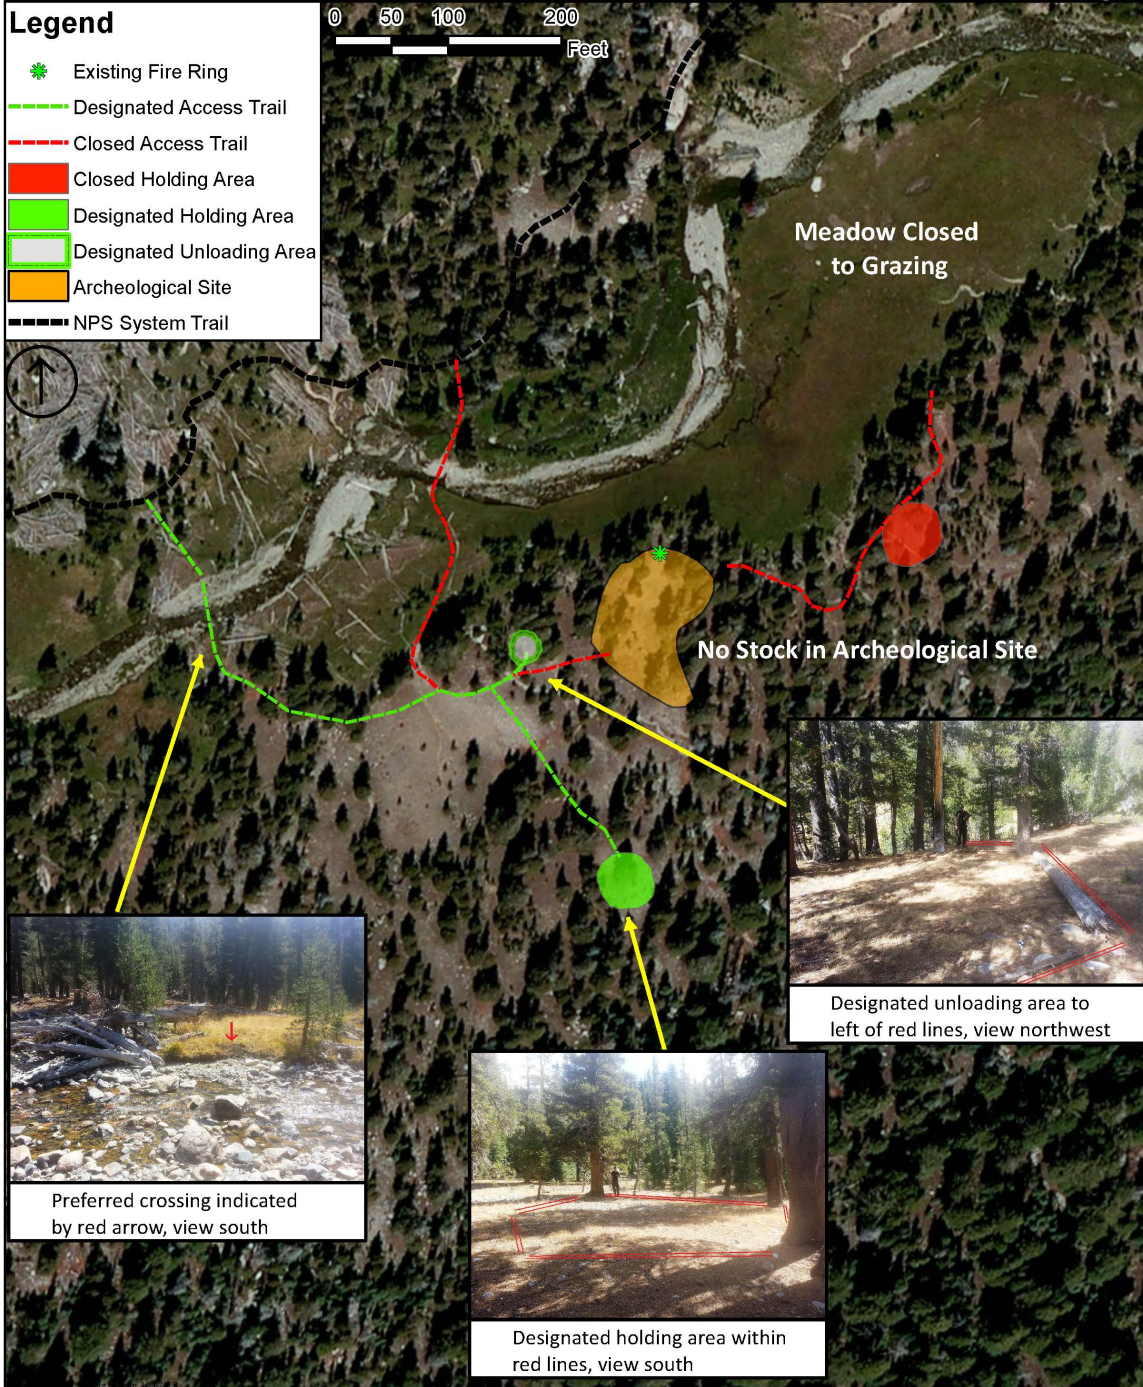 Legend
Existing Fire Ring
Designated Access Trail
Closed Access Trail
Closed Holding Area
Designated Holding Area
Designated Unloading Area
Archeological Site
NPS System Trail
0 50 100 200
Feet
Meadow Closed
to Grazing
No Stock in Archeological Site
Designated unloading area to
left of red lines, view northwest
Preferred crossing indicated
by red arrow, view south
Designated holding area within
red lines, view south